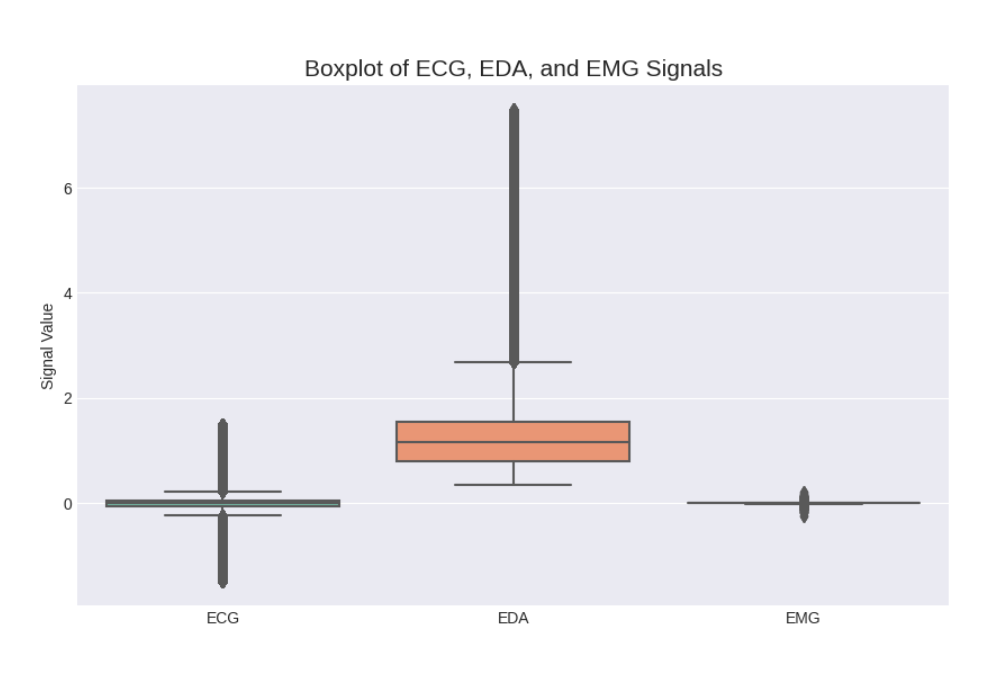 Boxplot of ECG, EDA, and EMG Signals
Signal Value
6
4
2
0
ECG EDA EMG